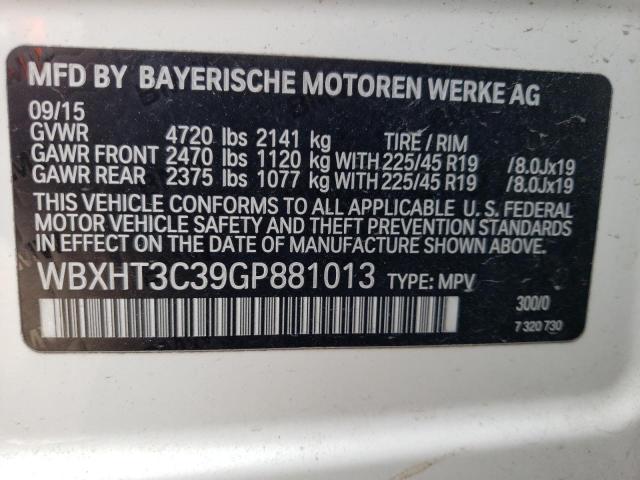 MFD BY BAYERISCHE MOTOREN WERKE AG
09/15
GVWR 4720 lbs 2141 kg TIRE / RIM
GAWR FRONT 2470 lbs 1120 kg WITH 225/45 R19 /8.0Jx19
GAWR REAR 2375 lbs 1077 kg WITH 225/45 R19 /8.0Jx19
THIS VEHICLE CONFORMS TO ALL APPLICABLE U. S. FEDERAL
MOTOR VEHICLE SAFETY AND THEFT PREVENTION STANDARDS
IN EFFECT ON THE DATE OF MANUFACTURE SHOWN ABOVE.
WBXHT3C39GP881013 TYPE: MPV
300/0
7 320 730